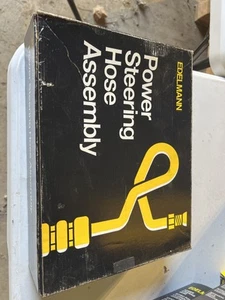 EDELMANN
Power
Steering
Hose
Assembly